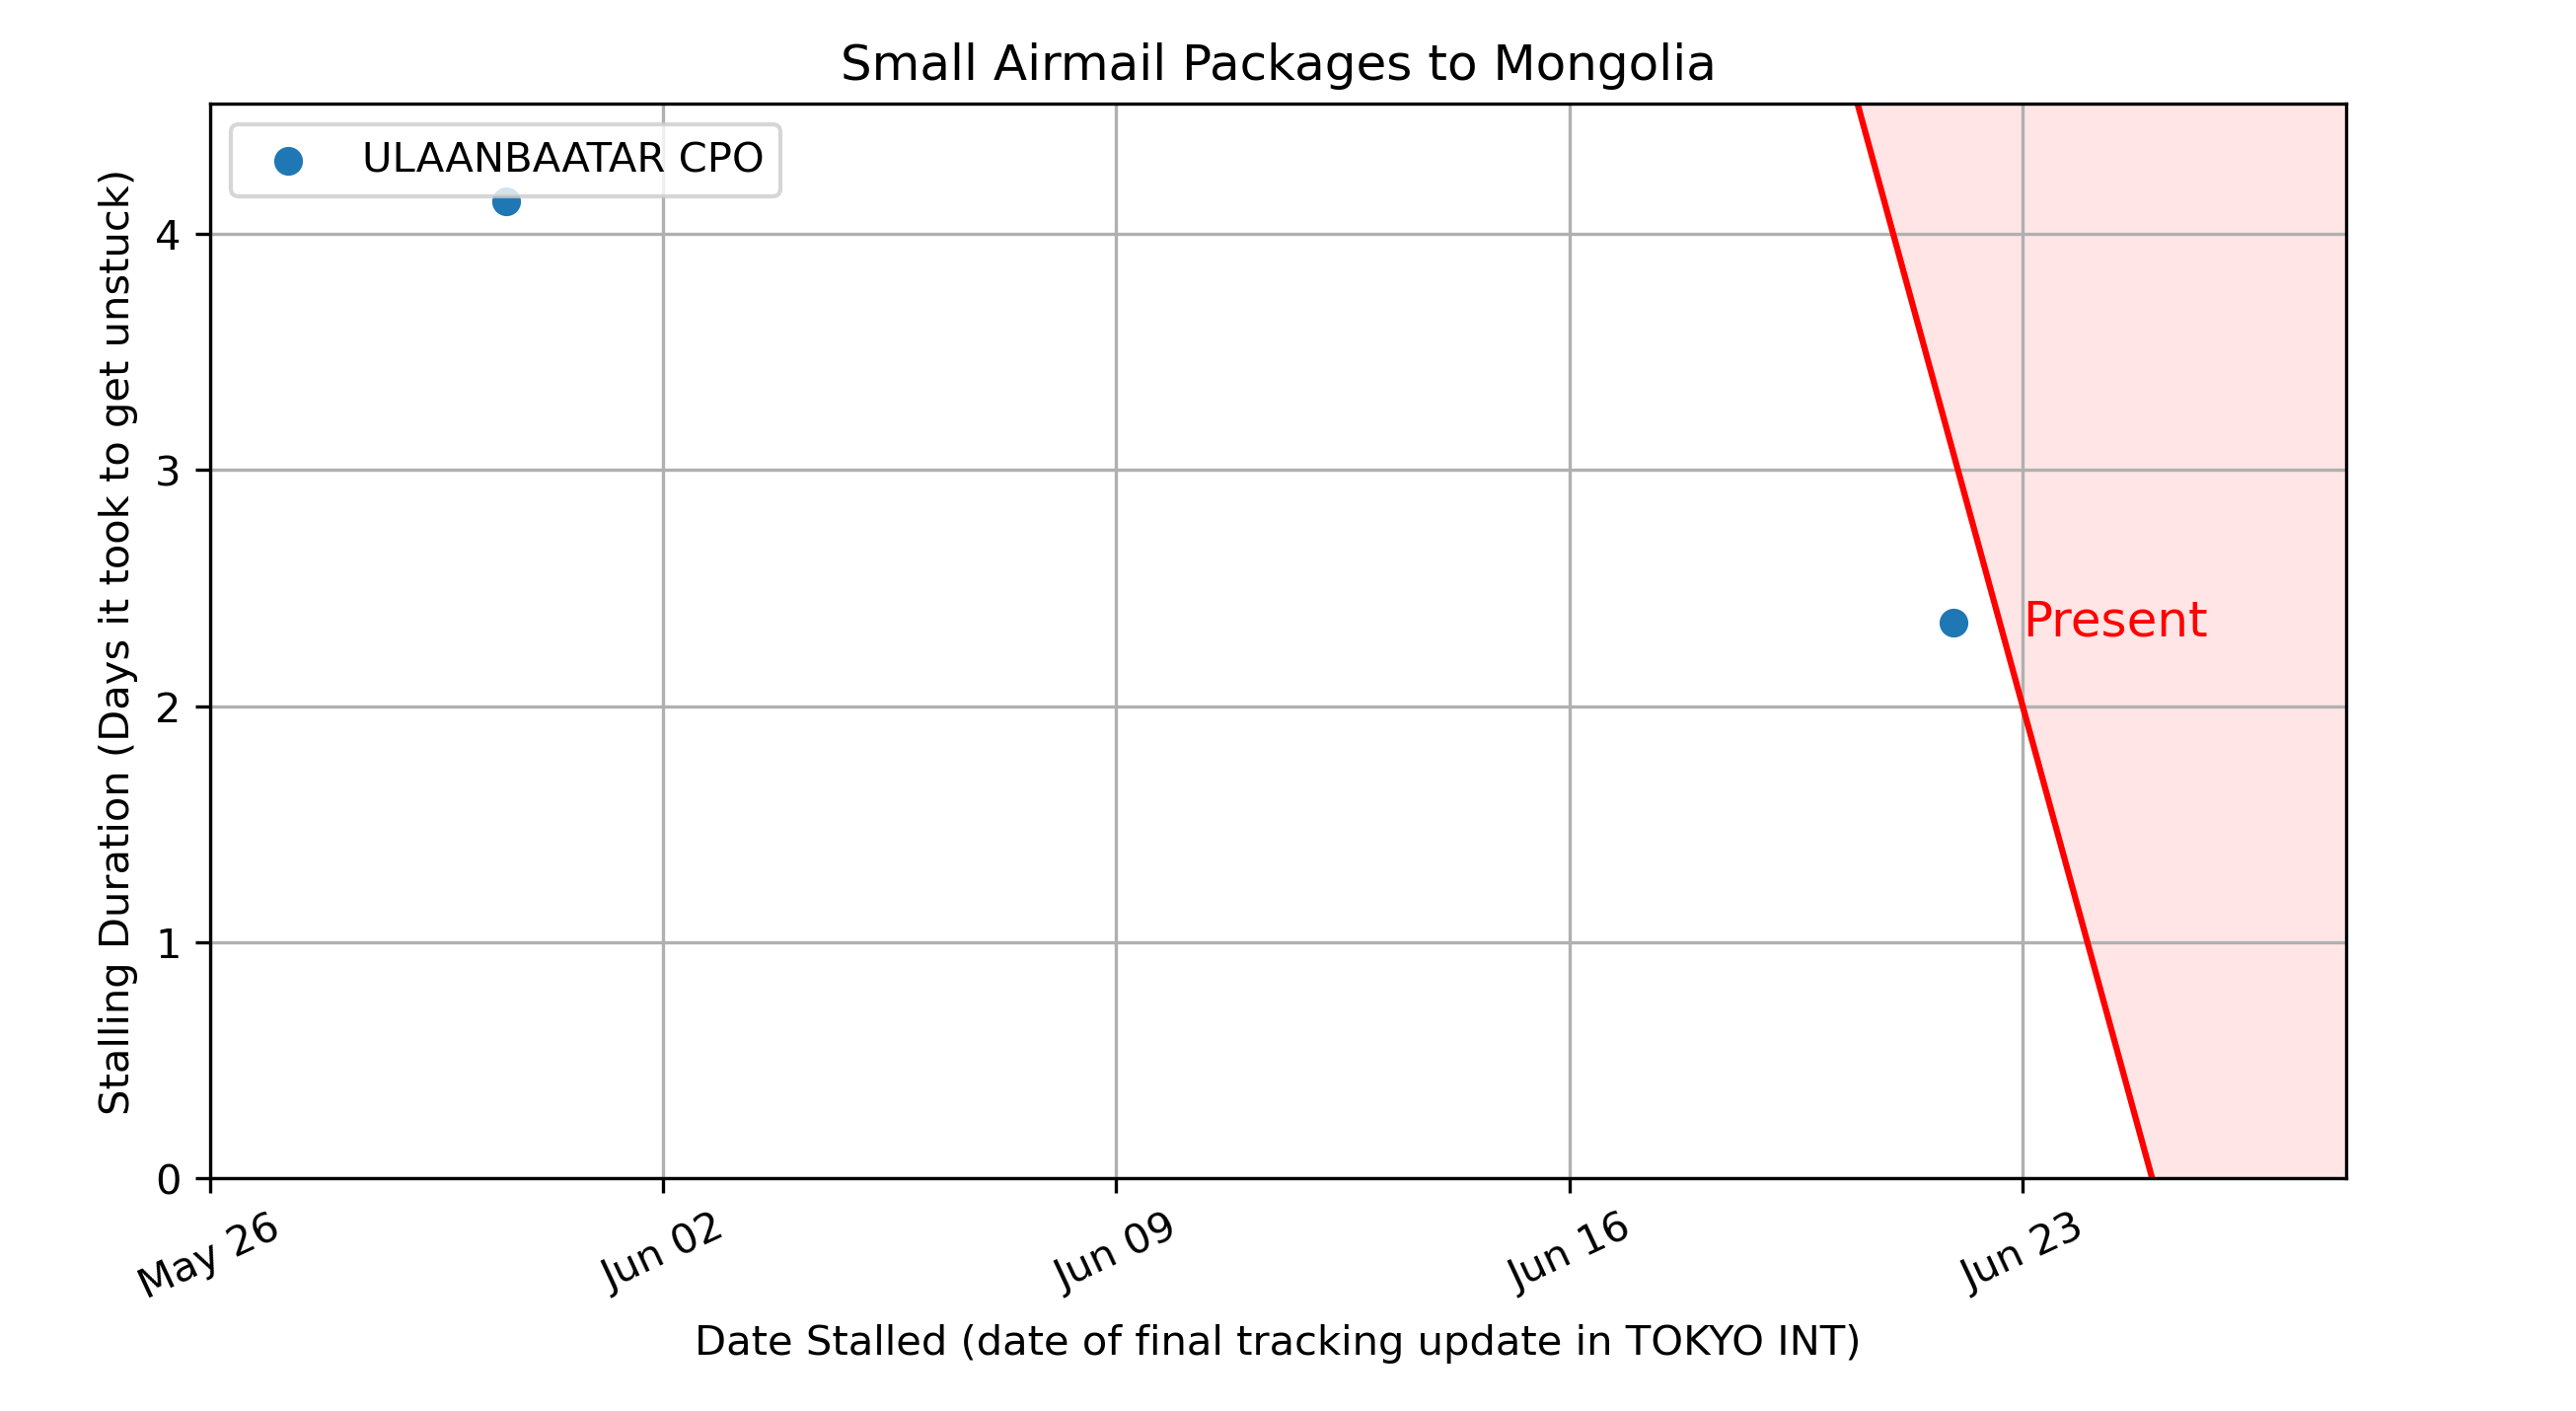 Small Airmail Packages to Mongolia
ULAANBAATAR CPO
Stalling Duration (Days it took to get unstuck)
4
3
2
1
0
Present
May 26
Jun 02
Jun 09
Jun 16
Jun 23
Date Stalled (date of final tracking update in TOKYO INT)